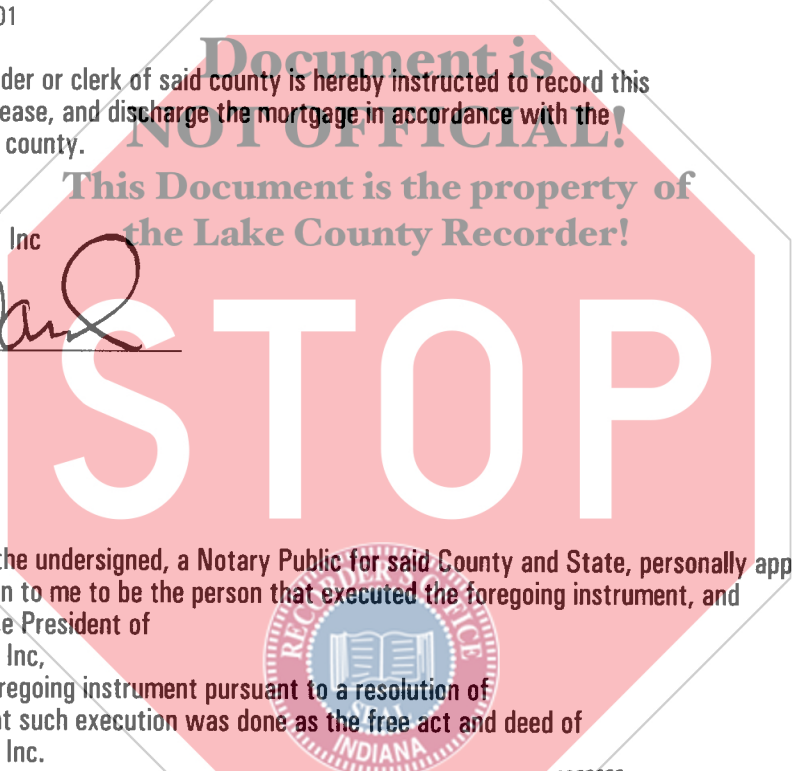 01
Document is
der or clerk of said county is hereby instructed to record this
ease, and discharge the mortgage in accordance with the
NOT OFFICIAL!
county.
This Document is the property of
Inc
the Lake County Recorder!
STOP
the undersigned, a Notary Public for said County and State, personally app
n to me to be the person that executed the foregoing instrument, and
e President of
Inc,
regoing instrument pursuant to a resolution of
at such execution was done as the free act and deed of
Inc.
RECORDER'S OFFICE
SEAL
INDIANA